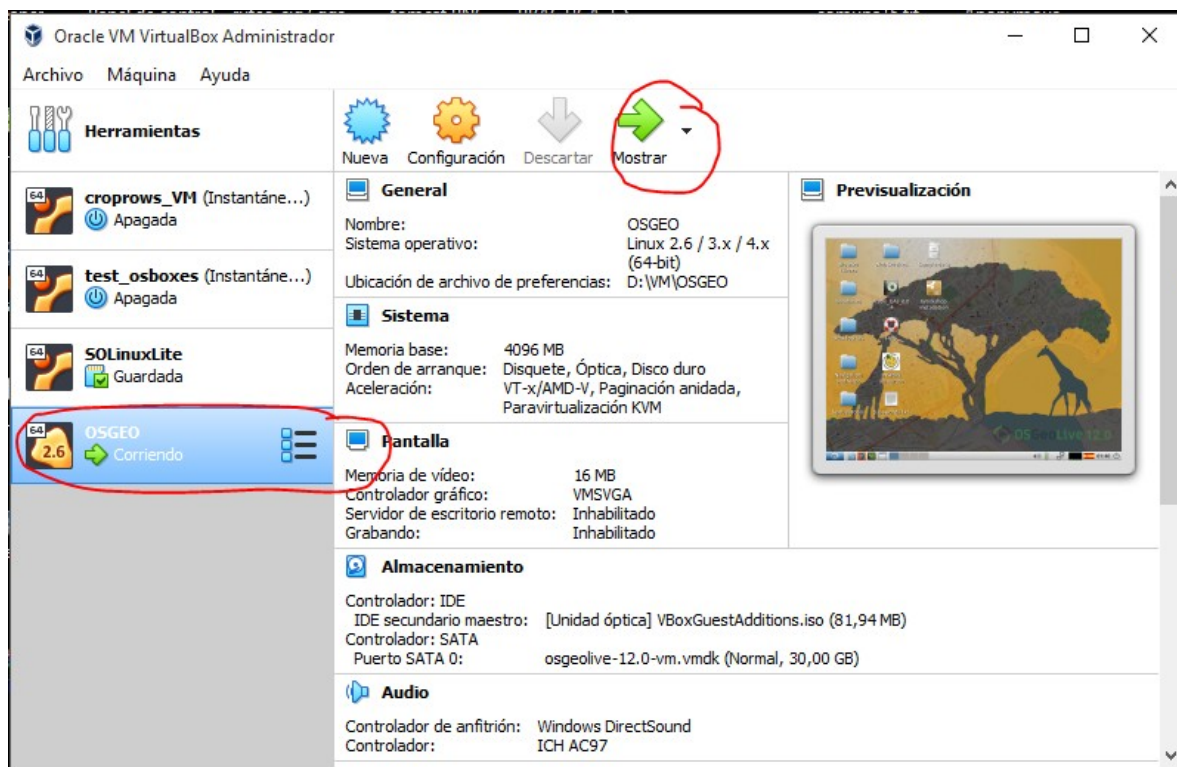 Oracle VM VirtualBox Administrador
Archivo Máquina Ayuda
Herramientas
Nueva Configuración Descartar Mostrar
64
croprows_VM (Instantáne...)
Apagada
64
test_osboxes (Instantáne...)
Apagada
64
SOLinuxLite
Guardada
64
2.6
OSGEO
Corriendo
General
Nombre: OSGEO
Sistema operativo: Linux 2.6 / 3.x / 4.x
(64-bit)
Ubicación de archivo de preferencias: D:\VM\OSGEO
Sistema
Memoria base: 4096 MB
Orden de arranque: Disquete, Óptica, Disco duro
Aceleración: VT-x/AMD-V, Paginación anidada,
Paravirtualización KVM
Pantalla
Memoria de vídeo: 16 MB
Controlador gráfico: VMSVGA
Servidor de escritorio remoto: Inhabilitado
Grabando: Inhabilitado
Previsualización
OSGeoLive 12.0
Almacenamiento
Controlador: IDE
IDE secundario maestro: [Unidad óptica] VBoxGuestAdditions.iso (81,94 MB)
Controlador: SATA
Puerto SATA 0: osgeolive-12.0-vm.vmdk (Normal, 30,00 GB)
Audio
Controlador de anfitrión: Windows DirectSound
Controlador: ICH AC97